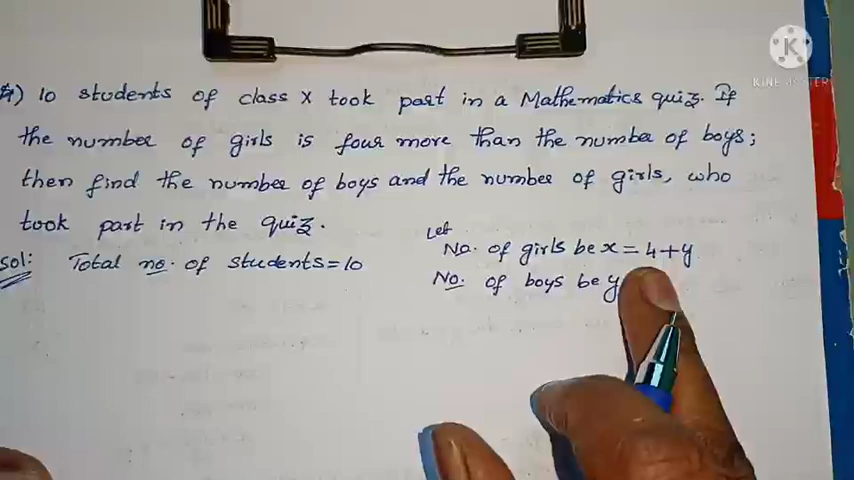 10 students of class X took part in a Mathematics quiz. If
the number of girls is four more than the number of boys;
then find the number of boys and the number of girls, who
took part in the quiz.
Let
No. of girls be x = 4+y
Sol: Total no. of students = 10
No. of boys be y
K
KINEMASTER